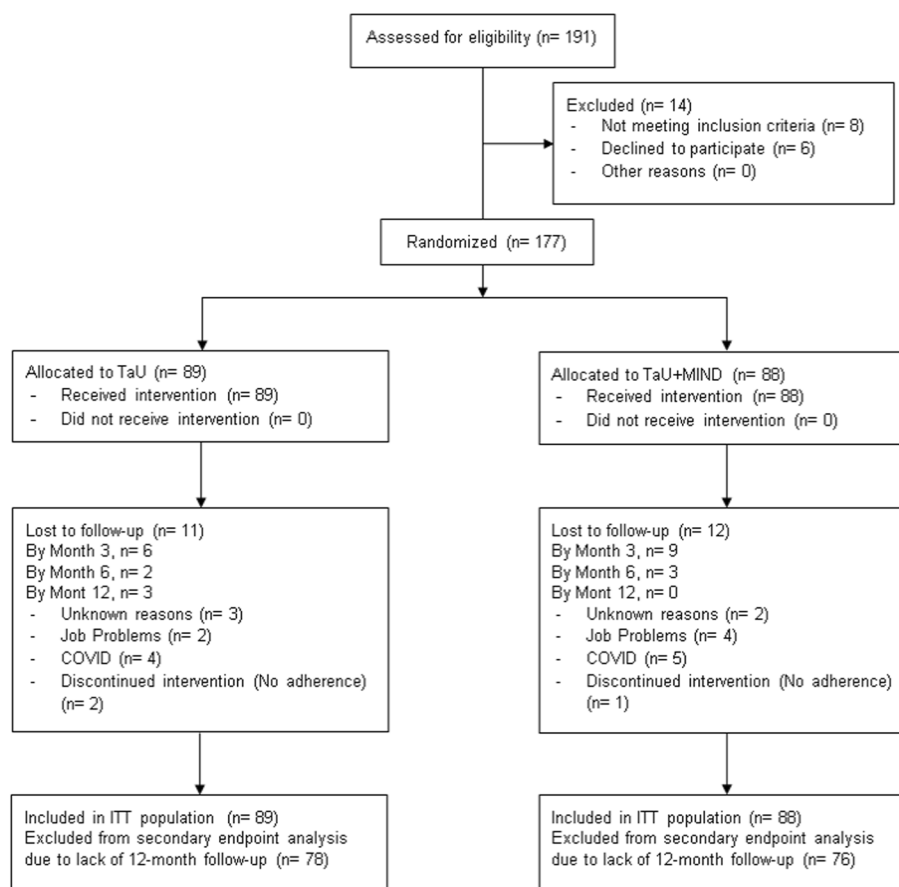 Assessed for eligibility (n= 191)
Excluded (n= 14)
- Not meeting inclusion criteria (n= 8)
- Declined to participate (n= 6)
- Other reasons (n= 0)
Randomized (n= 177)
Allocated to TaU (n= 89)
- Received intervention (n= 89)
- Did not receive intervention (n= 0)
Allocated to TaU+MIND (n= 88)
- Received intervention (n= 88)
- Did not receive intervention (n= 0)
Lost to follow-up (n= 11)
By Month 3, n= 6
By Month 6, n= 2
By Mont 12, n= 3
- Unknown reasons (n= 3)
- Job Problems (n= 2)
- COVID (n= 4)
- Discontinued intervention (No adherence)
(n= 2)
Lost to follow-up (n= 12)
By Month 3, n= 9
By Month 6, n= 3
By Mont 12, n= 0
- Unknown reasons (n= 2)
- Job Problems (n= 4)
- COVID (n= 5)
- Discontinued intervention (No adherence)
(n= 1)
Included in ITT population (n= 89)
Excluded from secondary endpoint analysis
due to lack of 12-month follow-up (n= 78)
Included in ITT population (n= 88)
Excluded from secondary endpoint analysis
due to lack of 12-month follow-up (n= 76)